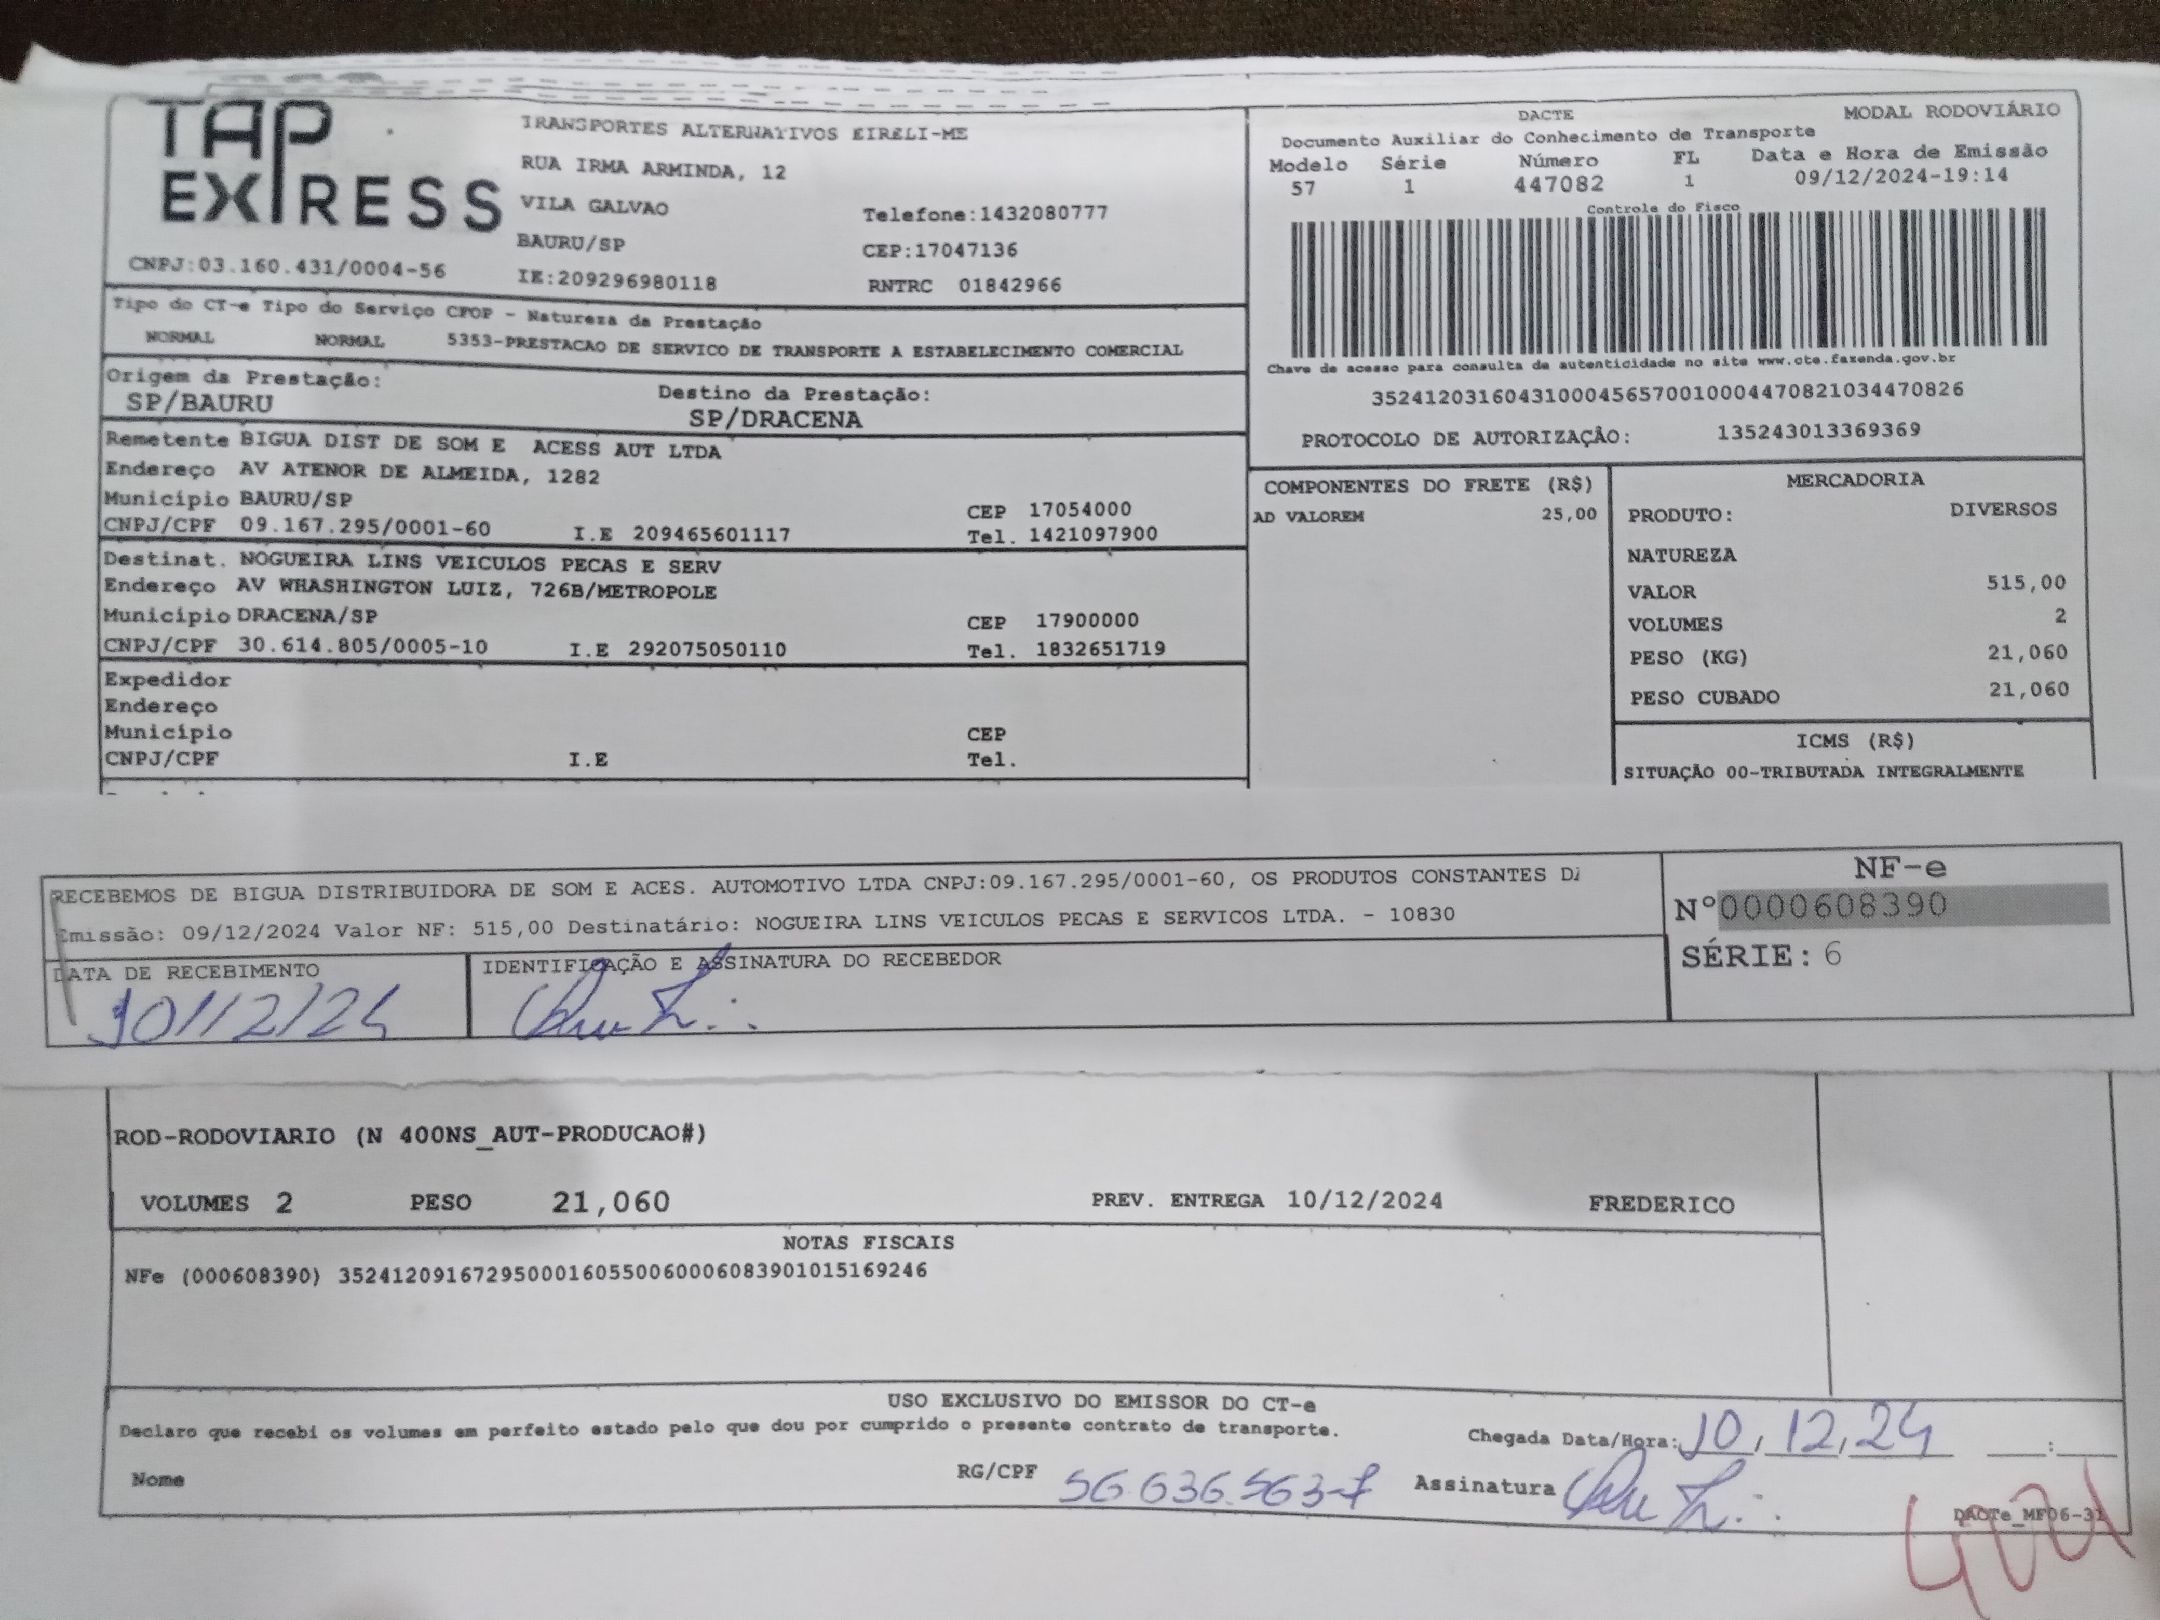 TAP
EXPRESS
CNPJ:03.160.431/0004-56
TRANSPORTES ALTERNATIVOS EIRELI-ME
RUA IRMA ARMINDA, 12
VILA GALVAO
Telefone:1432080777
BAURU/SP
CEP:17047136
IE:209296980118
RNTRC 01842966
DACTE
MODAL RODOVIÁRIO
Documento Auxiliar do Conhecimento de Transporte
Modelo Série Número FL Data e Hora de Emissão
57 1 447082 1 09/12/2024-19:14
Controle do Fisco
Chave de acesso para consulta de autenticidade no site www.cte.fazenda.gov.br
35241203160431000456570010004470821034470826
PROTOCOLO DE AUTORIZAÇÃO: 135243013369369
Tipo do CT-e Tipo do Serviço CFOP - Natureza da Prestação
NORMAL NORMAL 5353-PRESTACAO DE SERVICO DE TRANSPORTE A ESTABELECIMENTO COMERCIAL
Origem da Prestação: Destino da Prestação:
SP/BAURU SP/DRACENA
Remetente BIGUA DIST DE SOM E ACESS AUT LTDA
Endereço AV ATENOR DE ALMEIDA, 1282
Município BAURU/SP CEP 17054000
CNPJ/CPF 09.167.295/0001-60 I.E 209465601117 Tel. 1421097900
Destinat. NOGUEIRA LINS VEICULOS PECAS E SERV
Endereço AV WHASHINGTON LUIZ, 726B/METROPOLE
Município DRACENA/SP CEP 17900000
CNPJ/CPF 30.614.805/0005-10 I.E 292075050110 Tel. 1832651719
Expedidor
Endereço
Município CEP
CNPJ/CPF I.E Tel.
COMPONENTES DO FRETE (R$)
AD VALOREM 25,00
MERCADORIA
PRODUTO: DIVERSOS
NATUREZA
VALOR 515,00
VOLUMES 2
PESO (KG) 21,060
PESO CUBADO 21,060
ICMS (R$)
SITUAÇÃO 00-TRIBUTADA INTEGRALMENTE
RECEBEMOS DE BIGUA DISTRIBUIDORA DE SOM E ACES. AUTOMOTIVO LTDA CNPJ:09.167.295/0001-60, OS PRODUTOS CONSTANTES
Emissão: 09/12/2024 Valor NF: 515,00 Destinatário: NOGUEIRA LINS VEICULOS PECAS E SERVICOS LTDA. - 10830
DATA DE RECEBIMENTO
10/12/24
IDENTIFICAÇÃO E ASSINATURA DO RECEBEDOR
NF-e
Nº0000608390
SÉRIE: 6
ROD-RODOVIARIO (N 400NS_AUT-PRODUCAO#)
VOLUMES 2 PESO 21,060 PREV. ENTREGA 10/12/2024 FREDERICO
NOTAS FISCAIS
NFe (000608390) 35241209167295000160550060006083901015169246
USO EXCLUSIVO DO EMISSOR DO CT-e
Declaro que recebi os volumes em perfeito estado pelo que dou por cumprido o presente contrato de transporte.
Chegada Data/Hora: 10, 12, 24 :
Nome RG/CPF 56.636.563-7 Assinatura
DACTe_MF06-31